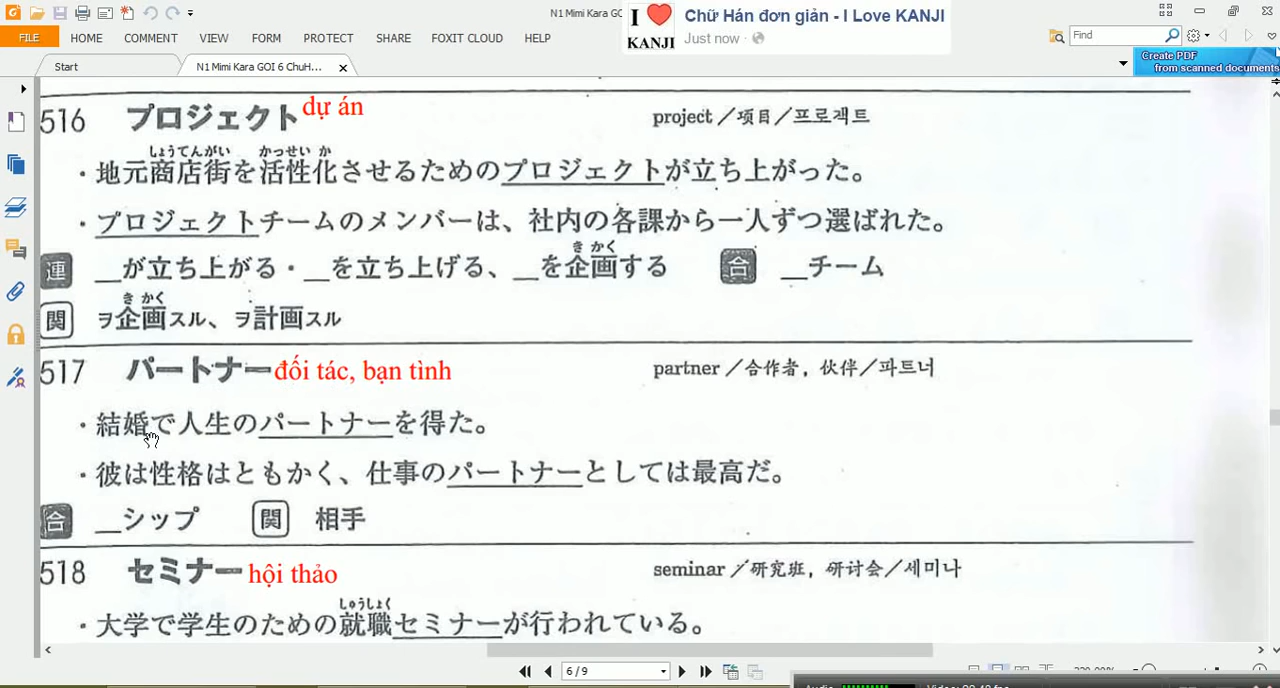 N1 Mimi Kara GO
I ❤ KANJI
Chữ Hán đơn giản - I Love KANJI
Just now
FILE HOME COMMENT VIEW FORM PROTECT SHARE FOXIT CLOUD HELP
Find
Start
N1 Mimi Kara GOI 6 ChuH...
Create PDF
from scanned documents
516 プロジェクト dự án project／项目／프로젝트
しょうてんがい かっせいか
・地元商店街を活性化させるためのプロジェクトが立ち上がった。
・プロジェクトチームのメンバーは、社内の各課から一人ずつ選ばれた。
きかく
連 __が立ち上がる・__を立ち上げる、__を企画する 合 __チーム
きかく
関 ヲ企画スル、ヲ計画スル
517 パートナー đối tác, bạn tình partner／合作者，伙伴／파트너
・結婚で人生のパートナーを得た。
・彼は性格はともかく、仕事のパートナーとしては最高だ。
合 __シップ 関 相手
518 セミナー hội thảo seminar／研究班，研讨会／세미나
しゅうしょく
・大学で学生のための就職セミナーが行われている。
6 / 9